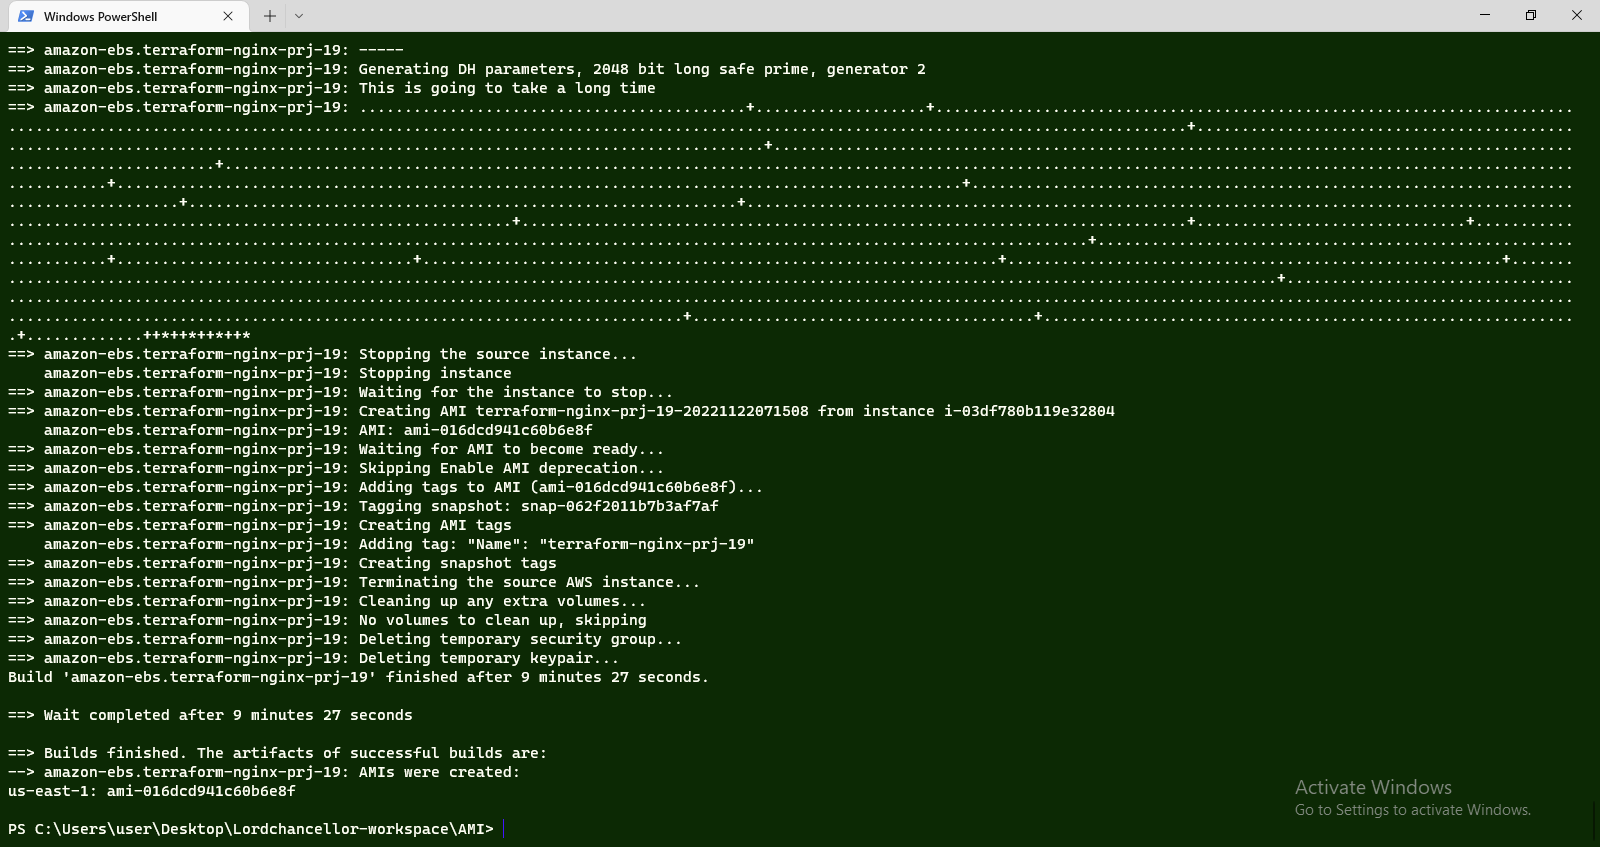 Windows PowerShell
==> amazon-ebs.terraform-nginx-prj-19: -----
==> amazon-ebs.terraform-nginx-prj-19: Generating DH parameters, 2048 bit long safe prime, generator 2
==> amazon-ebs.terraform-nginx-prj-19: This is going to take a long time
==> amazon-ebs.terraform-nginx-prj-19:
.+.............++*++*++*++*
==> amazon-ebs.terraform-nginx-prj-19: Stopping the source instance...
amazon-ebs.terraform-nginx-prj-19: Stopping instance
==> amazon-ebs.terraform-nginx-prj-19: Waiting for the instance to stop...
==> amazon-ebs.terraform-nginx-prj-19: Creating AMI terraform-nginx-prj-19-20221122071508 from instance i-03df780b119e32804
amazon-ebs.terraform-nginx-prj-19: AMI: ami-016dcd941c60b6e8f
==> amazon-ebs.terraform-nginx-prj-19: Waiting for AMI to become ready...
==> amazon-ebs.terraform-nginx-prj-19: Skipping Enable AMI deprecation...
==> amazon-ebs.terraform-nginx-prj-19: Adding tags to AMI (ami-016dcd941c60b6e8f)...
==> amazon-ebs.terraform-nginx-prj-19: Tagging snapshot: snap-062f2011b7b3af7af
==> amazon-ebs.terraform-nginx-prj-19: Creating AMI tags
amazon-ebs.terraform-nginx-prj-19: Adding tag: "Name": "terraform-nginx-prj-19"
==> amazon-ebs.terraform-nginx-prj-19: Creating snapshot tags
==> amazon-ebs.terraform-nginx-prj-19: Terminating the source AWS instance...
==> amazon-ebs.terraform-nginx-prj-19: Cleaning up any extra volumes...
==> amazon-ebs.terraform-nginx-prj-19: No volumes to clean up, skipping
==> amazon-ebs.terraform-nginx-prj-19: Deleting temporary security group...
==> amazon-ebs.terraform-nginx-prj-19: Deleting temporary keypair...
Build 'amazon-ebs.terraform-nginx-prj-19' finished after 9 minutes 27 seconds.
==> Wait completed after 9 minutes 27 seconds
==> Builds finished. The artifacts of successful builds are:
--> amazon-ebs.terraform-nginx-prj-19: AMIs were created:
us-east-1: ami-016dcd941c60b6e8f
PS C:\Users\user\Desktop\Lordchancellor-workspace\AMI>
Activate Windows
Go to Settings to activate Windows.